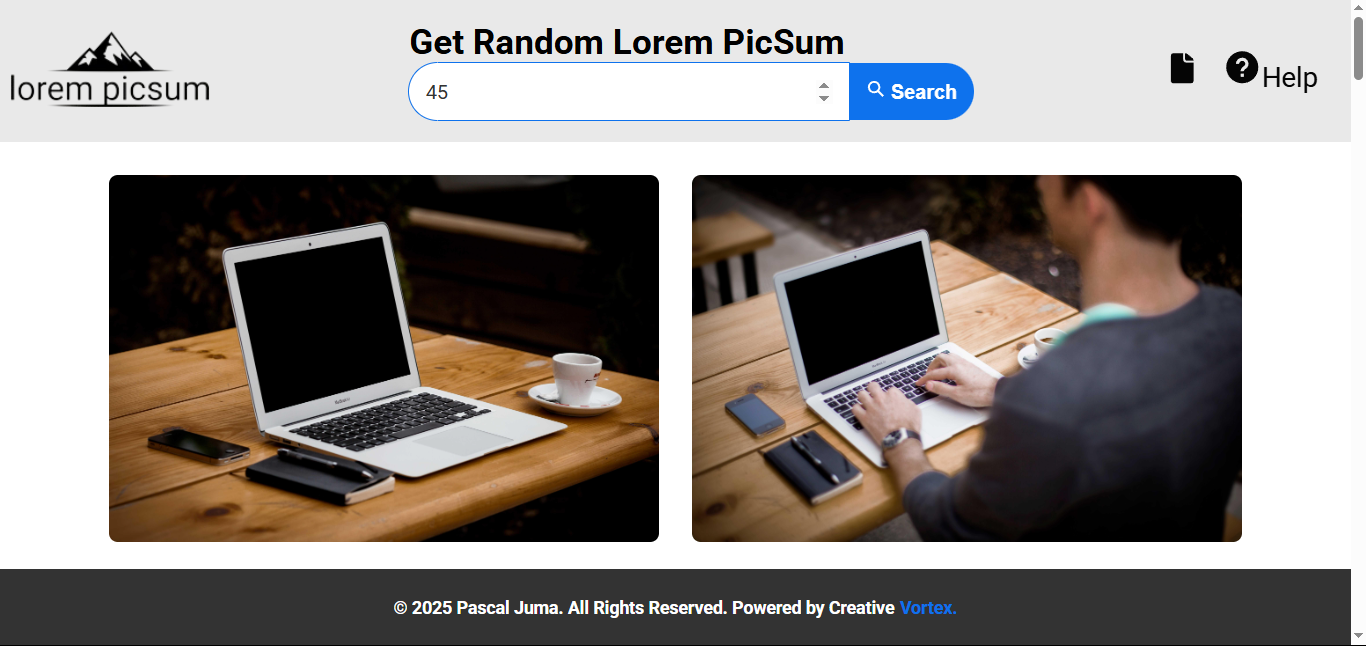 lorem picsum
Get Random Lorem PicSum
45
Search
Help
© 2025 Pascal Juma. All Rights Reserved. Powered by Creative Vortex.